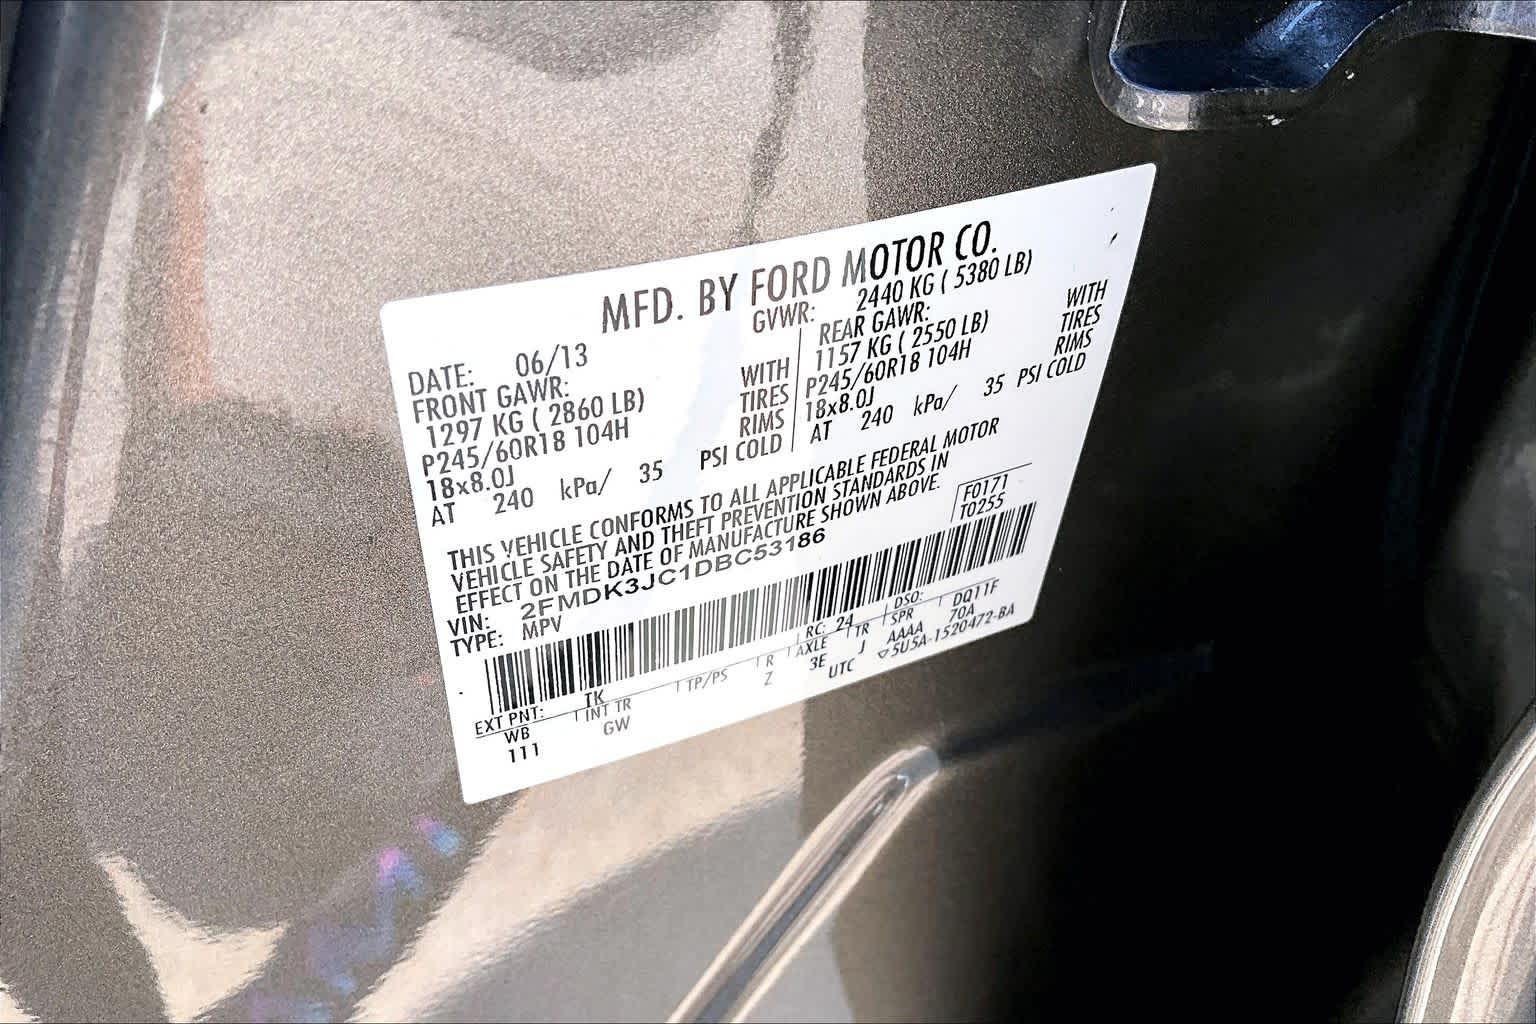 MFD. BY FORD MOTOR CO.
DATE: 06/13 GVWR: 2440 KG ( 5380 LB)
FRONT GAWR: REAR GAWR:
1297 KG ( 2860 LB) WITH 1157 KG ( 2550 LB) WITH
P245/60R18 104H TIRES P245/60R18 104H TIRES
18x8.0J RIMS 18x8.0J RIMS
AT 240 kPa/ 35 PSI COLD AT 240 kPa/ 35 PSI COLD
THIS VEHICLE CONFORMS TO ALL APPLICABLE FEDERAL MOTOR
VEHICLE SAFETY AND THEFT PREVENTION STANDARDS IN
EFFECT ON THE DATE OF MANUFACTURE SHOWN ABOVE.
F0171
T0255
VIN: 2FMDK3JC1DBC53186
TYPE: MPV
EXT PNT: TK RC: 24 DSO:
WB INT TR TP/PS R AXLE TR SPR DQ11F
111 GW Z 3E J AAAA 70A
UTC ▽5U5A-1520472-BA